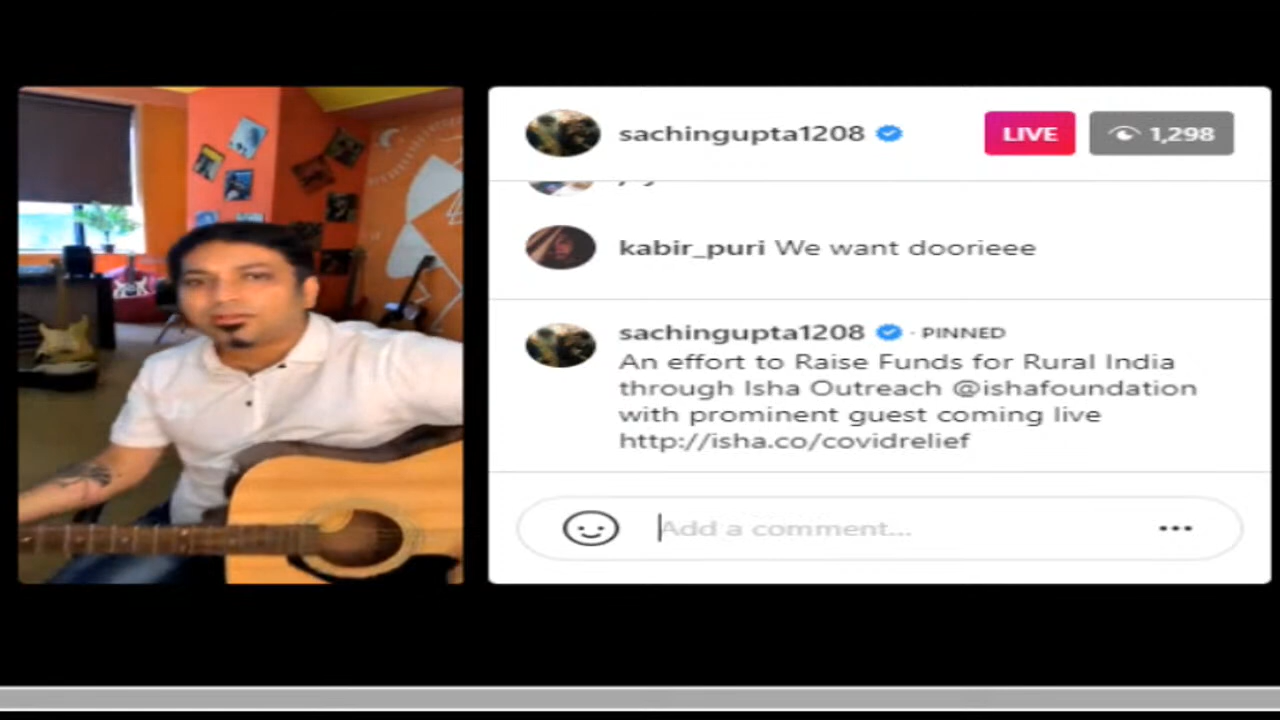 sachingupta1208
LIVE
1,298
kabir_puri We want doorieee
sachingupta1208 · PINNED
An effort to Raise Funds for Rural India
through Isha Outreach @ishafoundation
with prominent guest coming live
http://isha.co/covidrelief
Add a comment...